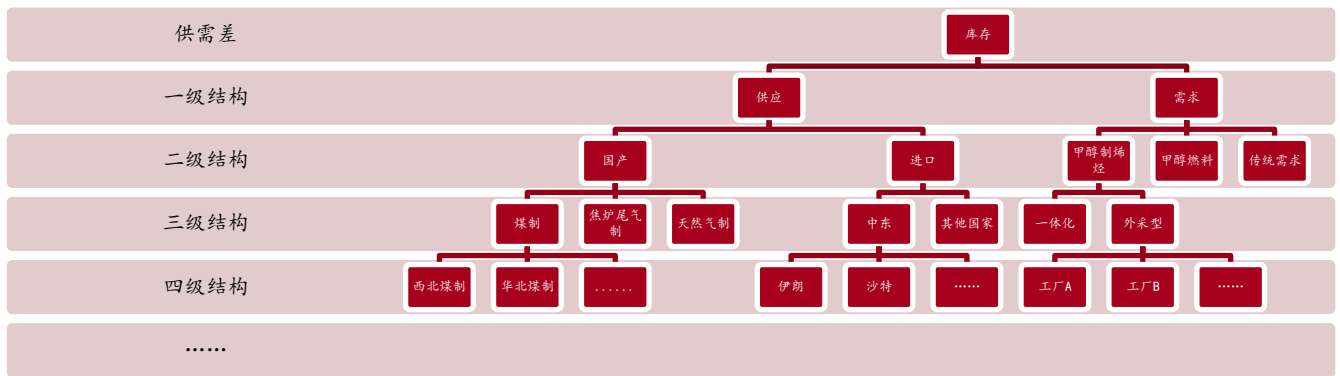 供需差
库存
一级结构
供应
需求
二级结构
国产
进口
甲醇制烯
烃
甲醇燃料
传统需求
三级结构
煤制
焦炉尾气
制
天然气制
中东
其他国家
一体化
外采型
四级结构
西北煤制
华北煤制
......
伊朗
沙特
……
工厂A
工厂B
……
……